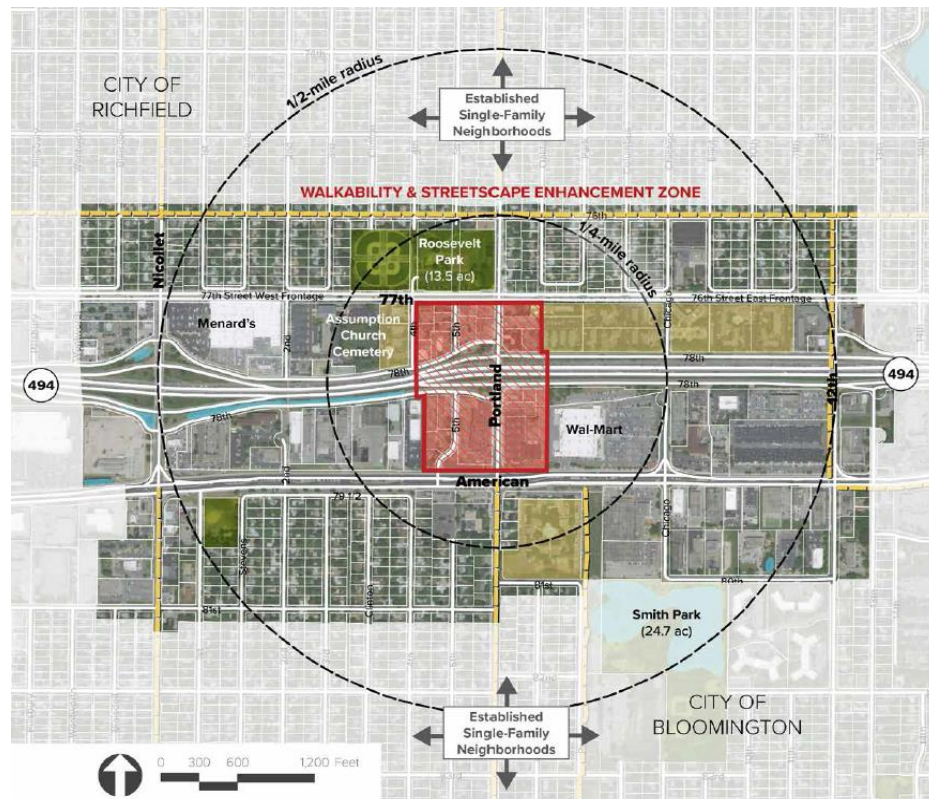 CITY OF
RICHFIELD
1/2-mile radius
Established
Single-Family
Neighborhoods
WALKABILITY & STREETSCAPE ENHANCEMENT ZONE
76th
Nicollet
Roosevelt
Park
(13.5 ac)
1/4-mile radius
77th Street West Frontage
77th
Chicago
76th Street East Frontage
Menard's
2nd
Assumption
Church
Cemetery
4th
5th
78th
494
78th
78th
494
78th
Portland
12th
78th
5th
Wal-Mart
2nd
American
79 1/2
Stevens
Clinton
Chicago
81st
80th
81st
Smith Park
(24.7 ac)
82nd
CITY OF
BLOOMINGTON
Established
Single-Family
Neighborhoods
0 300 600 1,200 Feet
83rd